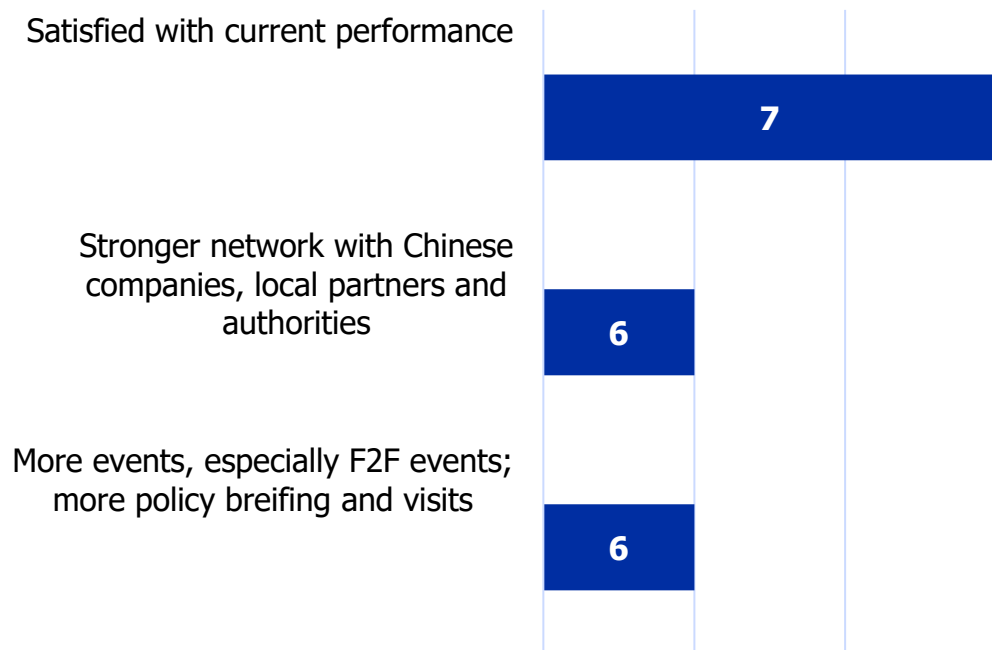 Satisfied with current performance
7
Stronger network with Chinese
companies, local partners and
authorities
6
More events, especially F2F events;
more policy breifing and visits
6